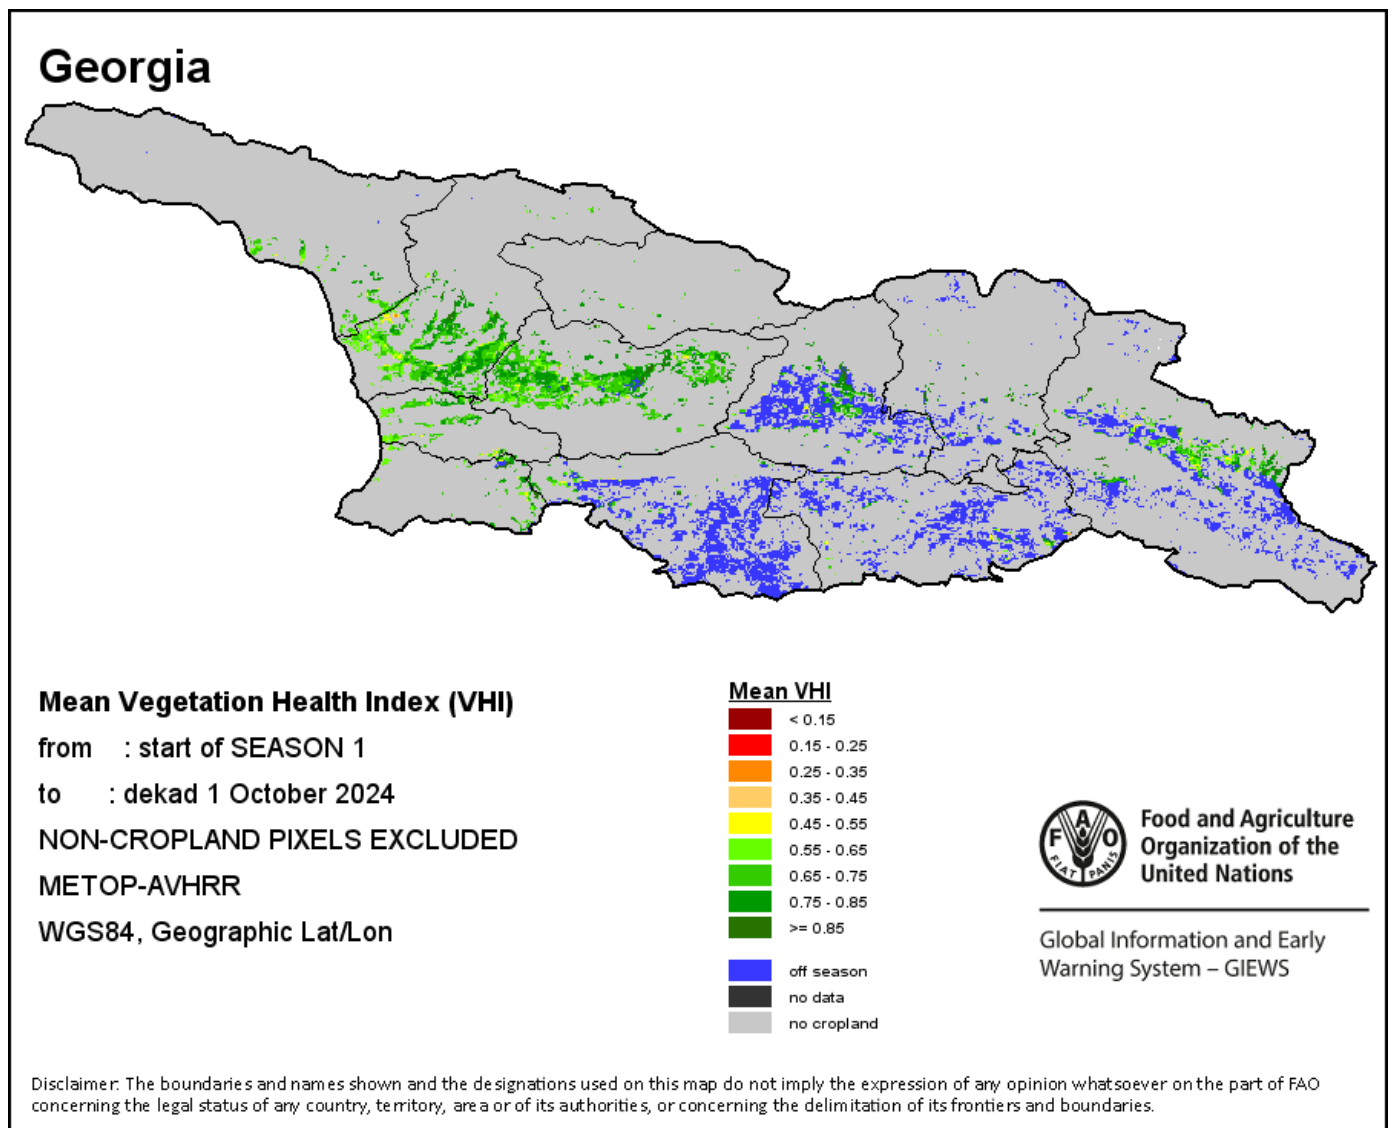 Georgia
Mean Vegetation Health Index (VHI)
from : start of SEASON 1
to : dekad 1 October 2024
NON-CROPLAND PIXELS EXCLUDED
METOP-AVHRR
WGS84, Geographic Lat/Lon
Mean VHI
< 0.15
0.15 - 0.25
0.25 - 0.35
0.35 - 0.45
0.45 - 0.55
0.55 - 0.65
0.65 - 0.75
0.75 - 0.85
>= 0.85
off season
no data
no cropland
F A O
FIAT PANIS
Food and Agriculture
Organization of the
United Nations
Global Information and Early
Warning System – GIEWS
Disclaimer: The boundaries and names shown and the designations used on this map do not imply the expression of any opinion whatsoever on the part of FAO
concerning the legal status of any country, territory, area or of its authorities, or concerning the delimitation of its frontiers and boundaries.